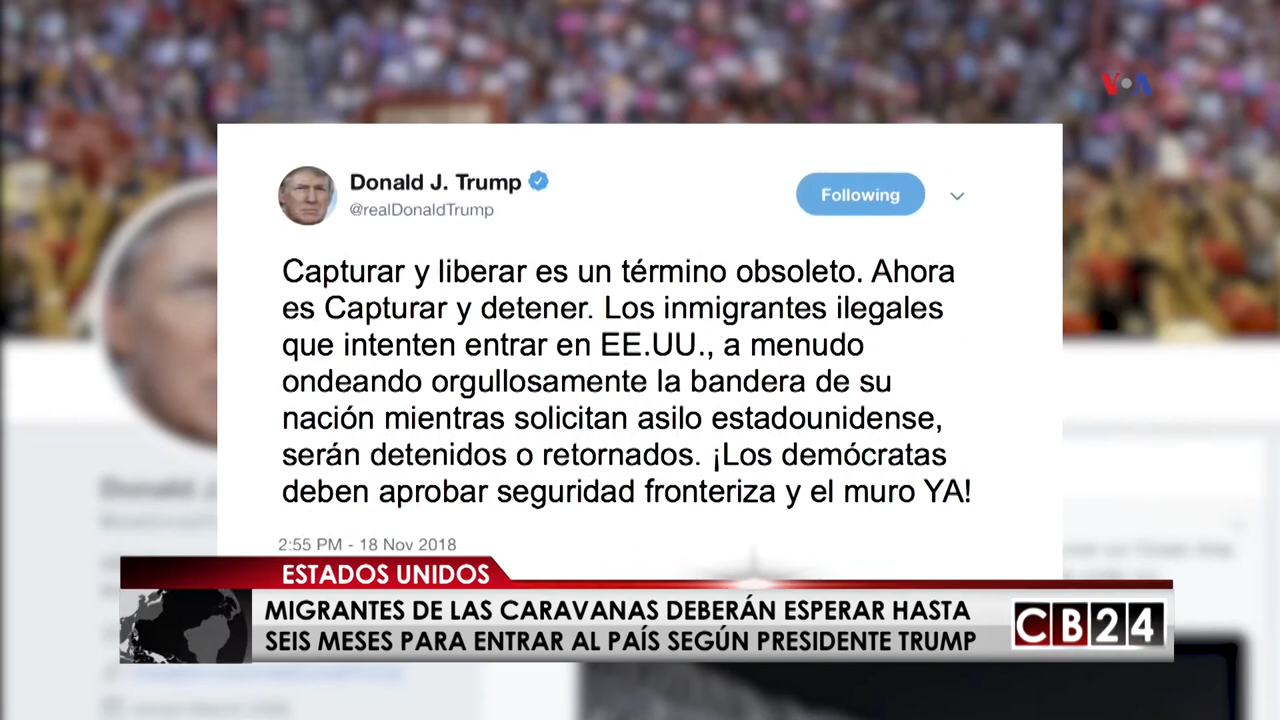 VOA
Donald J. Trump
@realDonaldTrump
Following
Capturar y liberar es un término obsoleto. Ahora
es Capturar y detener. Los inmigrantes ilegales
que intenten entrar en EE.UU., a menudo
ondeando orgullosamente la bandera de su
nación mientras solicitan asilo estadounidense,
serán detenidos o retornados. ¡Los demócratas
deben aprobar seguridad fronteriza y el muro YA!
2:55 PM - 18 Nov 2018
ESTADOS UNIDOS
MIGRANTES DE LAS CARAVANAS DEBERÁN ESPERAR HASTA
SEIS MESES PARA ENTRAR AL PAÍS SEGÚN PRESIDENTE TRUMP
CB24